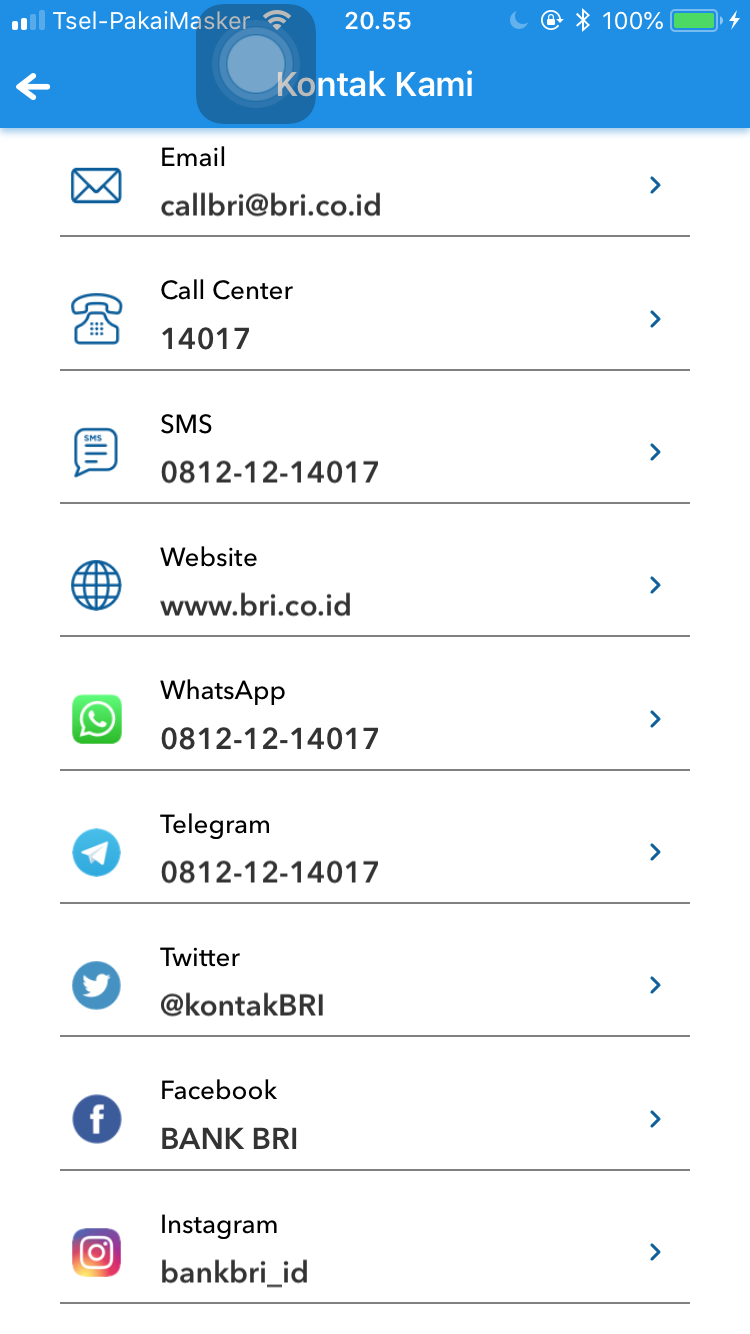 Tsel-PakaiMasker 20.55 100%
Kontak Kami
Email
callbri@bri.co.id
Call Center
14017
SMS
SMS
0812-12-14017
Website
www.bri.co.id
WhatsApp
0812-12-14017
Telegram
0812-12-14017
Twitter
@kontakBRI
Facebook
BANK BRI
Instagram
bankbri_id